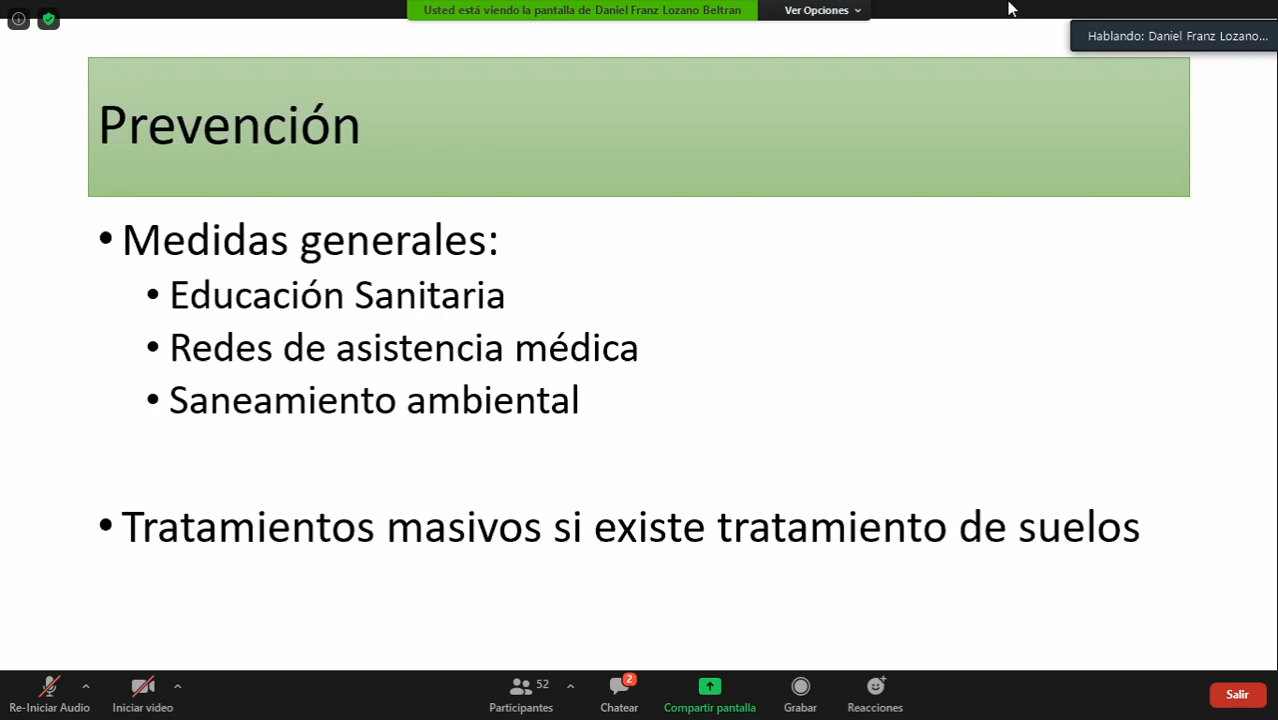 Usted está viendo la pantalla de Daniel Franz Lozano Beltran
Ver Opciones
Hablando: Daniel Franz Lozano...
Prevención
• Medidas generales:
• Educación Sanitaria
• Redes de asistencia médica
• Saneamiento ambiental
• Tratamientos masivos si existe tratamiento de suelos
Re-Iniciar Audio
Iniciar video
52
Participantes
2
Chatear
Compartir pantalla
Grabar
Reacciones
Salir